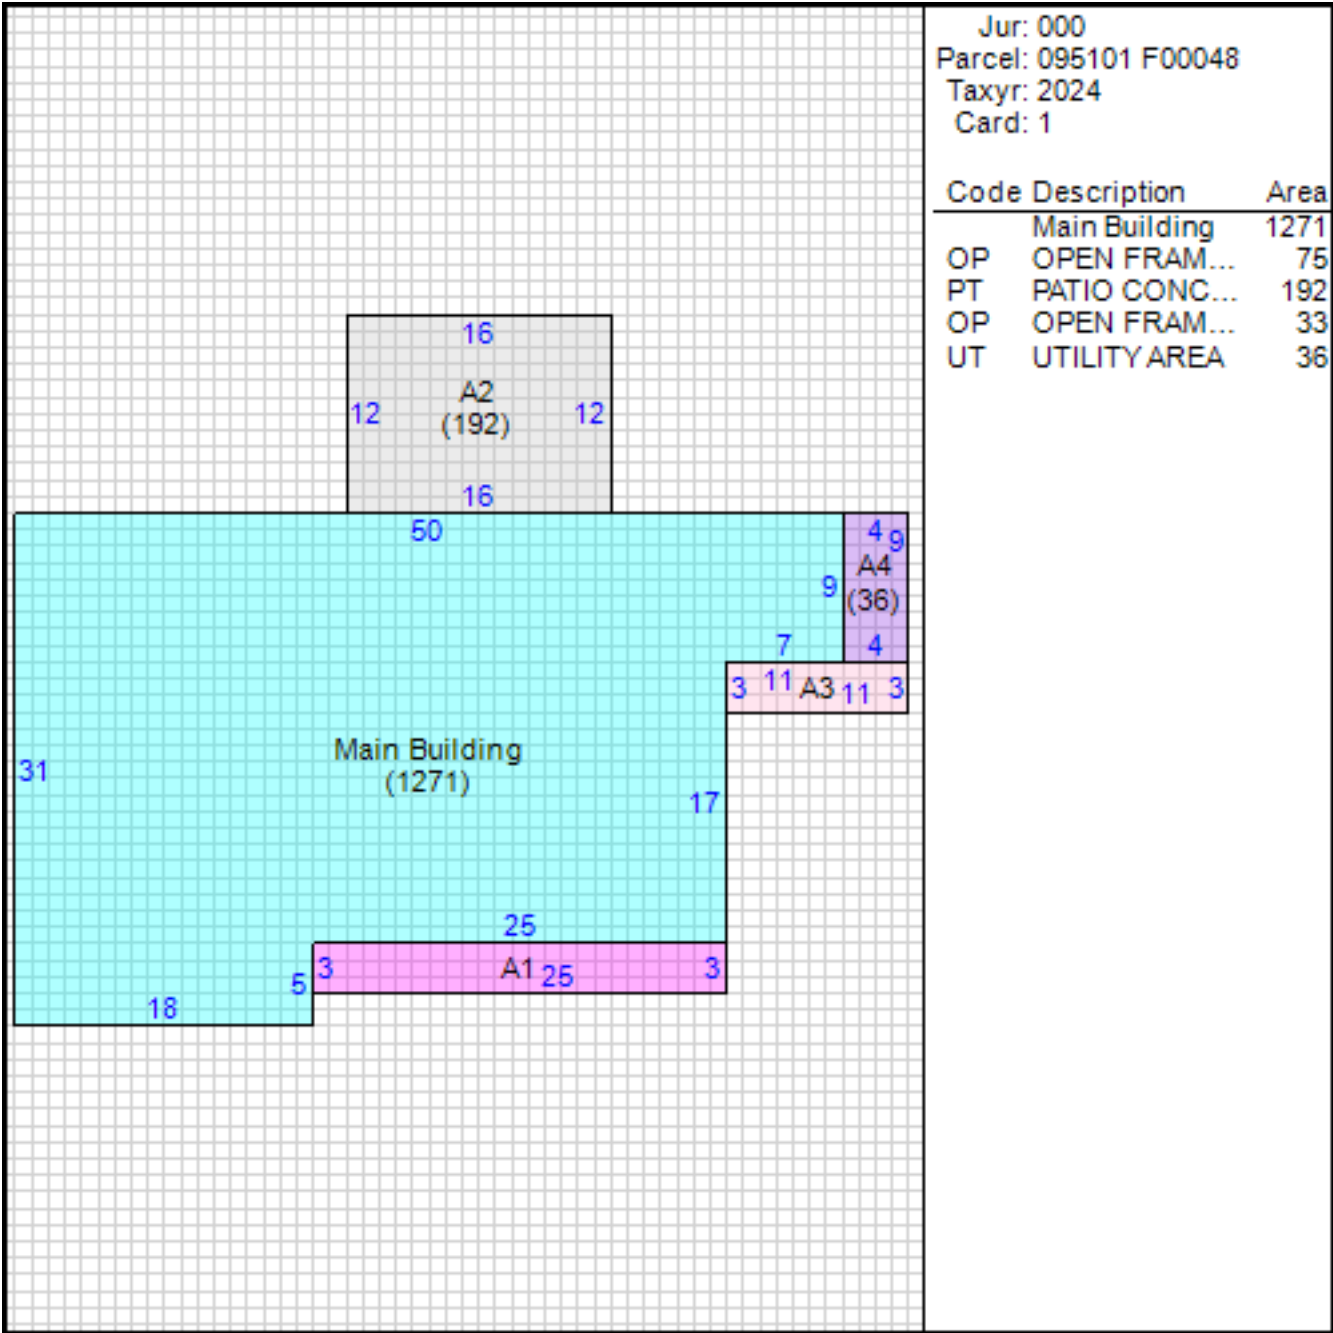 Jur: 000
Parcel: 095101 F00048
Taxyr: 2024
Card: 1
Code Description Area
Main Building 1271
OP OPEN FRAM... 75
PT PATIO CONC... 192
OP OPEN FRAM... 33
UT UTILITY AREA 36
16
A2
12 12
(192)
16
50 4 9
A4
9 (36)
7 4
3 11 A3 11 3
Main Building
31 (1271)
17
25
3 A1 25 3
5
18